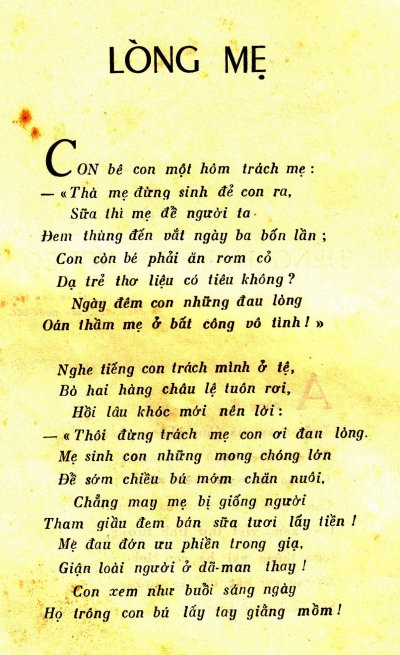 LÒNG MẸ
CON bê con một hôm trách mẹ :
— « Thà mẹ đừng sinh đẻ con ra,
Sữa thì mẹ để người ta
Đem thùng đến vắt ngày ba bốn lần ;
Con còn bé phải ăn rơm cỏ
Dạ trẻ thơ liệu có tiêu không ?
Ngày đêm con những đau lòng
Oán thầm mẹ ở bất công vô tình ! »
Nghe tiếng con trách mình ở tệ,
Bò hai hàng châu lệ tuôn rơi,
Hồi lâu khóc mới nên lời :
— « Thôi đừng trách mẹ con ơi đau lòng.
Mẹ sinh con những mong chóng lớn
Để sớm chiều bú mớm chăn nuôi,
Chẳng may mẹ bị giống người
Tham giầu đem bán sữa tươi lấy tiền !
Mẹ đau đớn ưu phiền trong giạ,
Giận loài người ở dã-man thay !
Con xem như buổi sáng ngày
Họ trông con bú lấy tay giằng mồm !